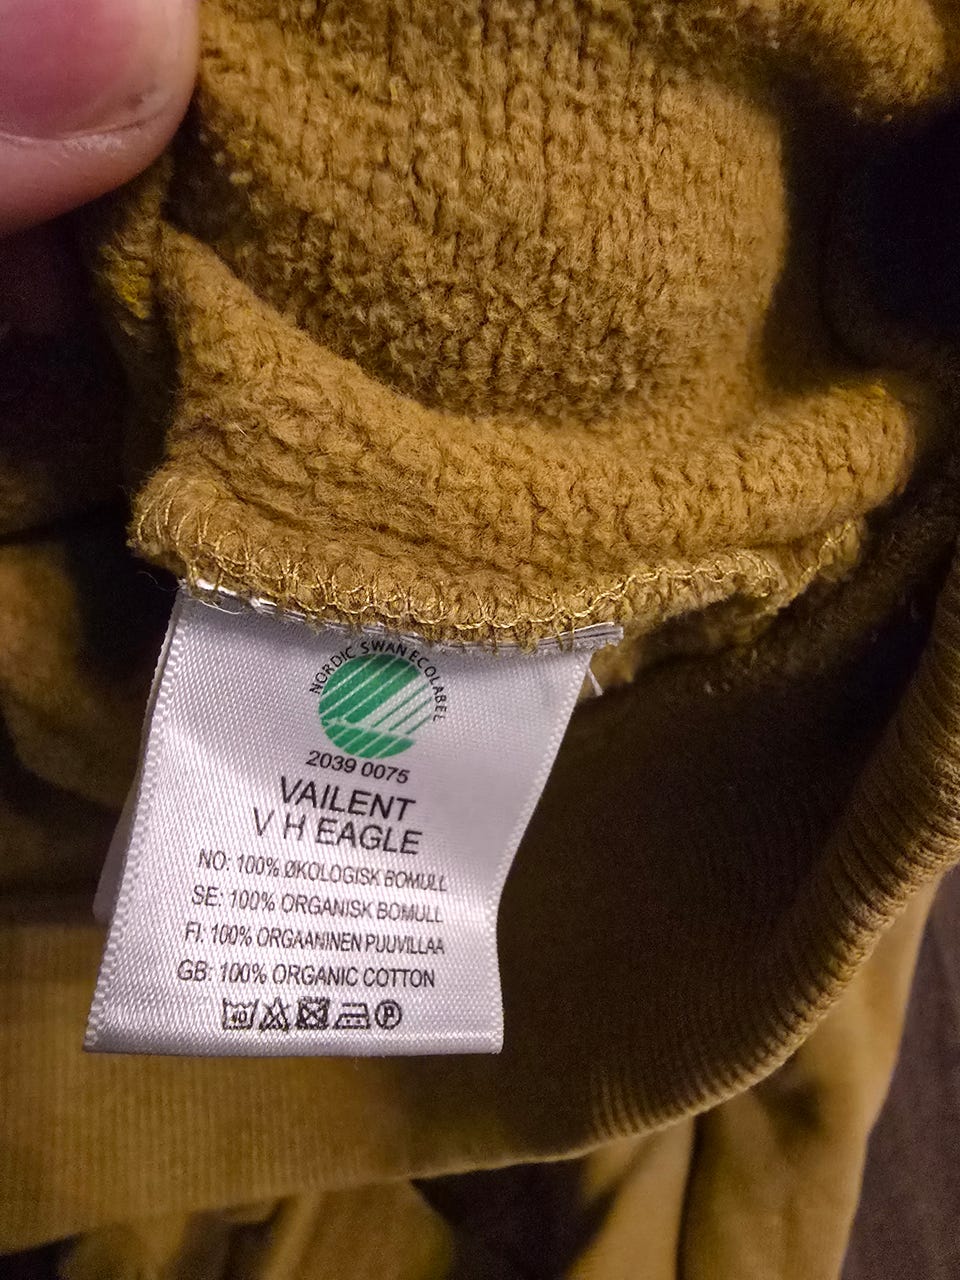 NORDIC SWAN ECOLABEL
2039 0075
VAILENT
V H EAGLE
NO: 100% ØKOLOGISK BOMULL
SE: 100% ORGANISK BOMULL
FI: 100% ORGAANINEN PUUVILLAA
GB: 100% ORGANIC COTTON
40 P